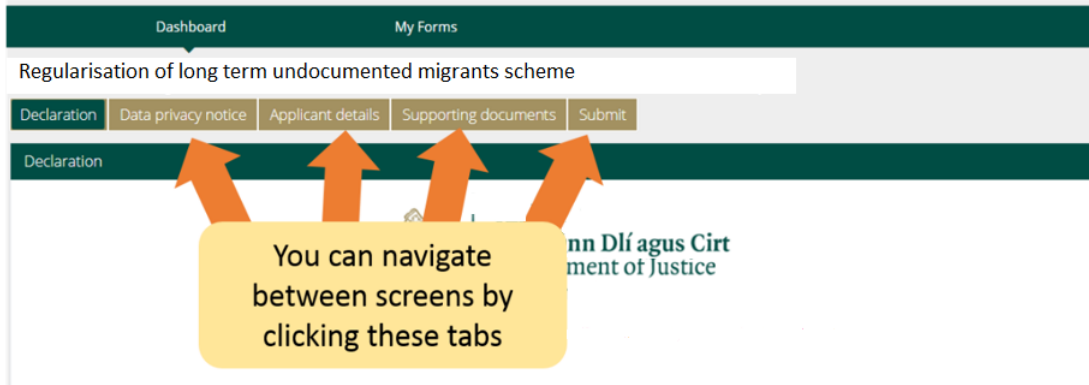 Dashboard My Forms
Regularisation of long term undocumented migrants scheme
Declaration Data privacy notice Applicant details Supporting documents Submit
Declaration
nn Dlí agus Cirt
ment of Justice
You can navigate
between screens by
clicking these tabs